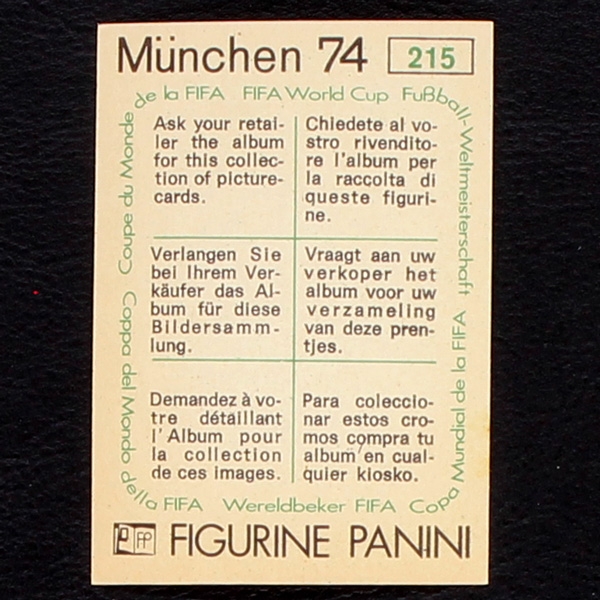 München 74 215
de la FIFA FIFA World Cup Fußball-Weltmeisterschaft
Ask your retai-
ler the album
for this collec-
tion of picture-
cards.
Chiedete al vo-
stro rivendito-
re l'album per
la raccolta di
queste figuri-
ne.
Verlangen Sie
bei Ihrem Ver-
käufer das Al-
bum für diese
Bildersamm-
lung.
Vraagt aan uw
verkoper het
album voor uw
verzameling
van deze pren-
tjes.
Demandez à vo-
tre détaillant
l'Album pour
la collection
de ces images.
Para coleccio-
nar estos cro-
mos compra tu
album en cual-
quier kiosko.
Coupe du Monde
Coppa del Mondo della FIFA
Wereldbeker FIFA
Copa Mundial de la FIFA
FP FIGURINE PANINI